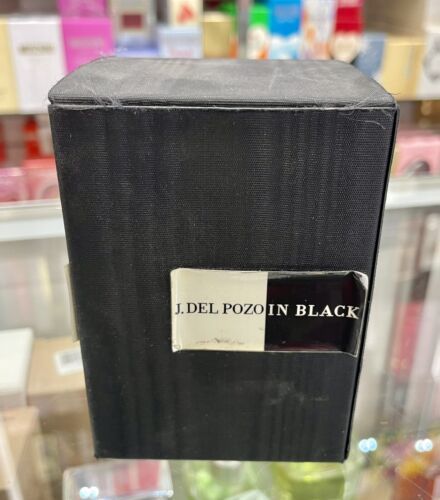 J. DEL POZO IN BLACK